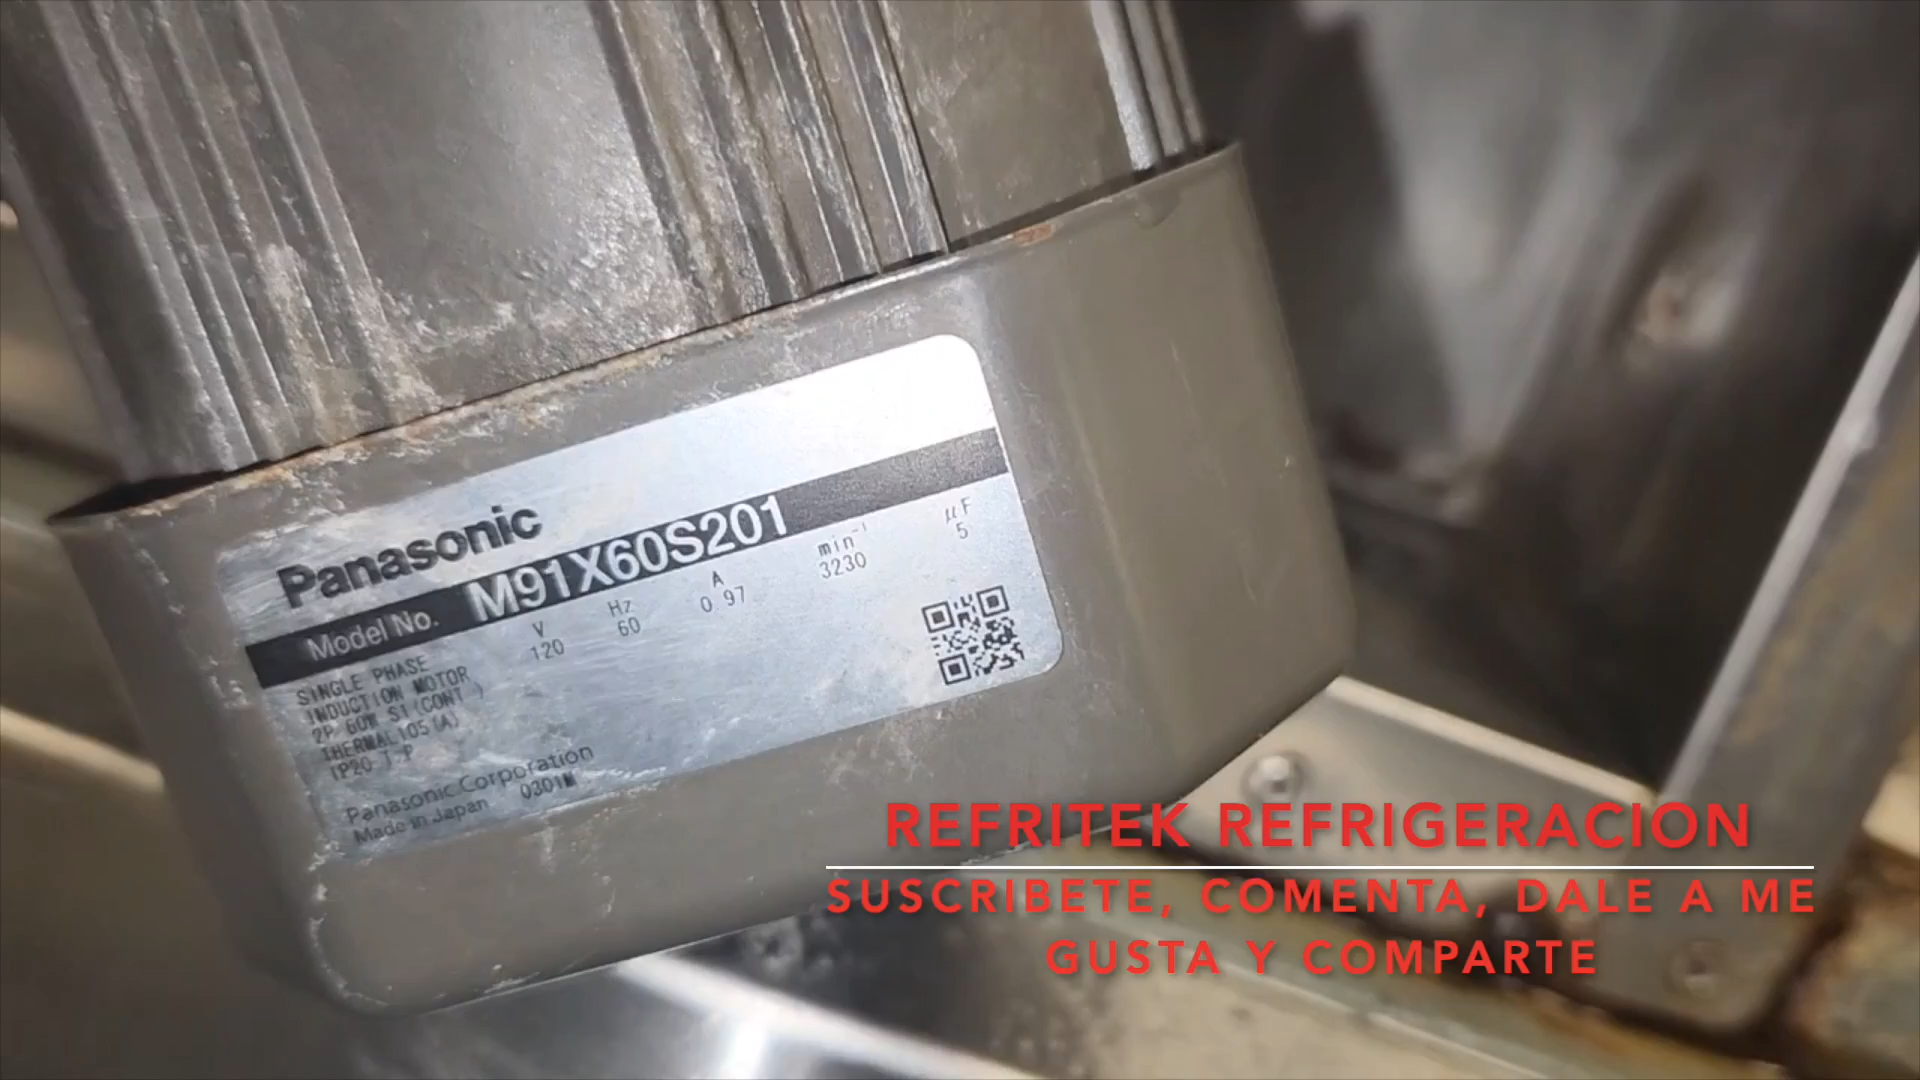 Panasonic
Model No. M91X60S201
SINGLE PHASE
INDUCTION MOTOR
2P 60W S1(CONT.)
THERMAL105(A)
IP20 T.P
V
120
Hz
60
A
0.97
min⁻¹
3230
μF
5
Panasonic Corporation
Made in Japan 0301M
REFRITEK REFRIGERACION
SUSCRIBETE, COMENTA, DALE A ME
GUSTA Y COMPARTE